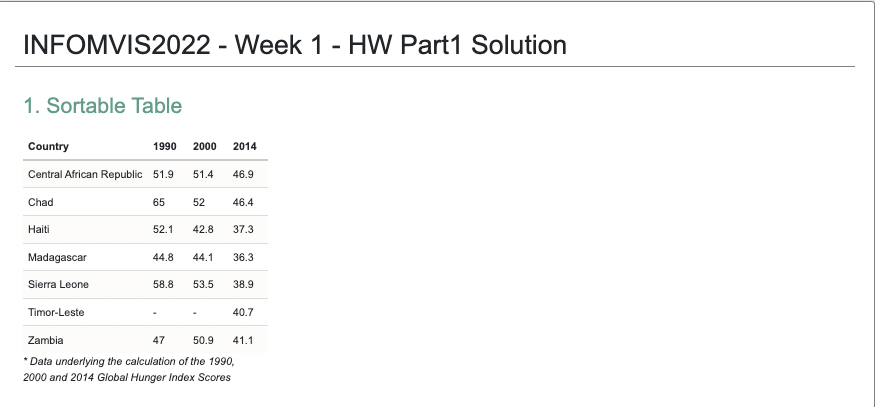 INFOMVIS2022 - Week 1 - HW Part1 Solution
1. Sortable Table
Country 1990 2000 2014
Central African Republic 51.9 51.4 46.9
Chad 65 52 46.4
Haiti 52.1 42.8 37.3
Madagascar 44.8 44.1 36.3
Sierra Leone 58.8 53.5 38.9
Timor-Leste - - 40.7
Zambia 47 50.9 41.1
* Data underlying the calculation of the 1990,
2000 and 2014 Global Hunger Index Scores